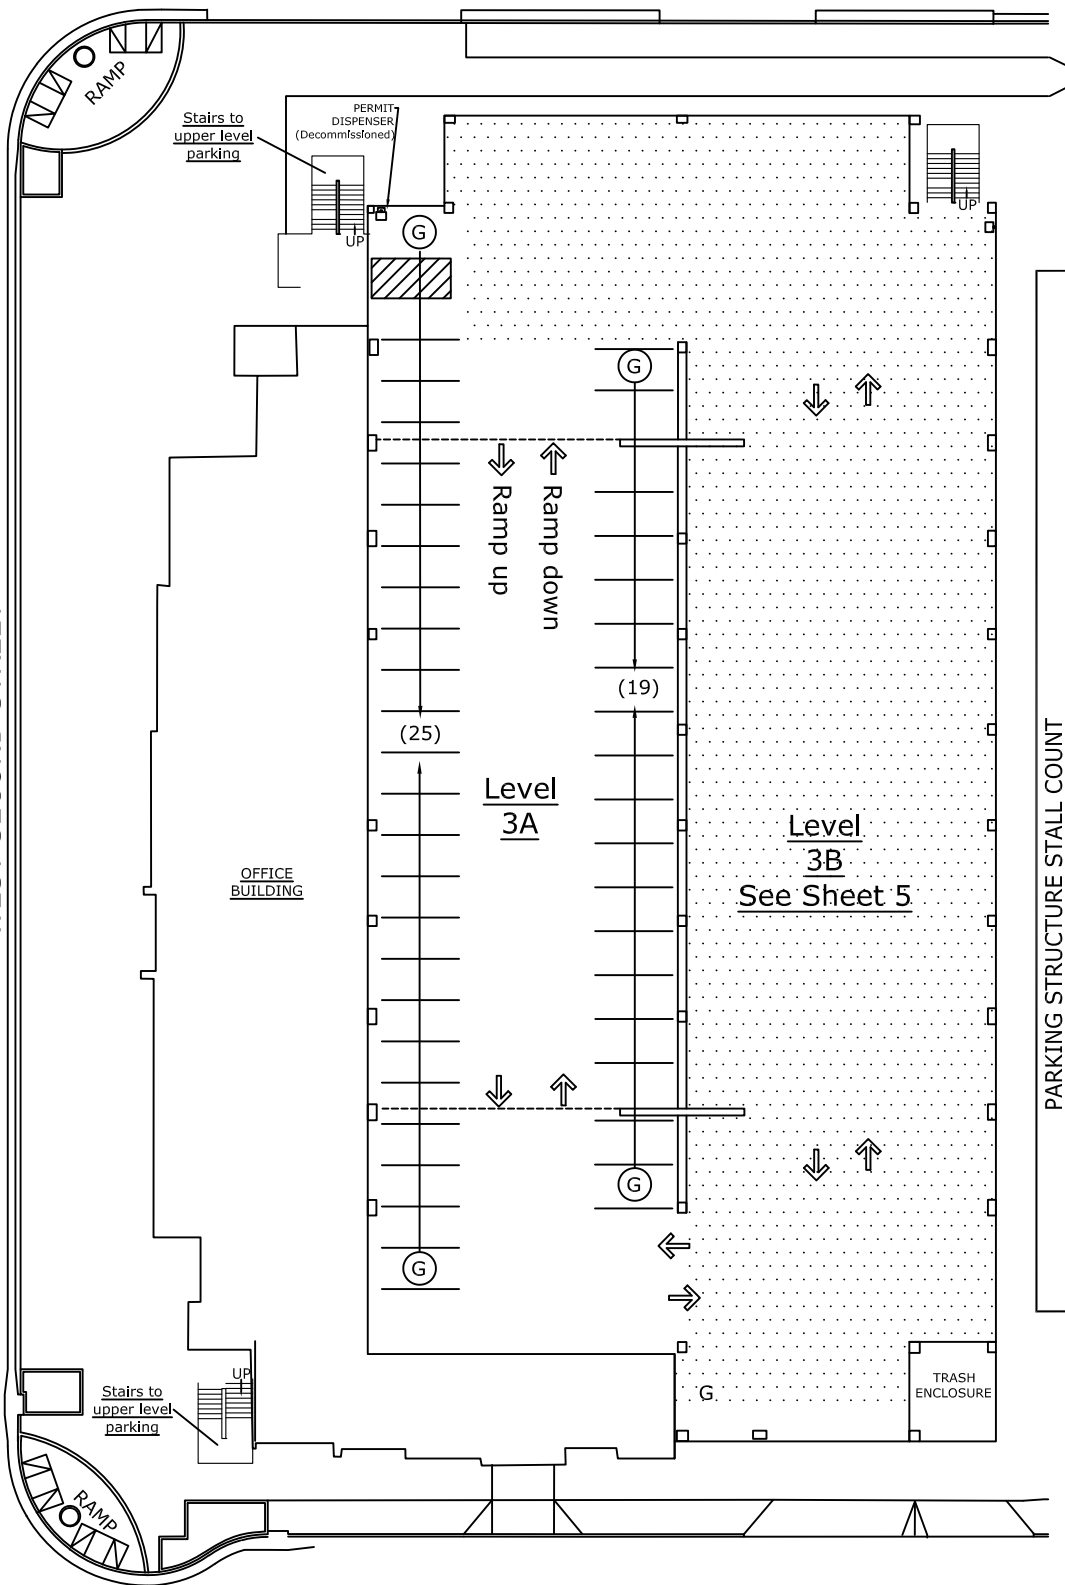 RAMP
PERMIT
DISPENSER
(Decommissioned)
Stairs to
upper level
parking
UP
UP
G
G
Ramp up
Ramp down
(19)
(25)
Level
3A
Level
3B
See Sheet 5
OFFICE
BUILDING
PARKING STRUCTURE STALL COUNT
G
G
UP
Stairs to
upper level
parking
G
TRASH
ENCLOSURE
RAMP